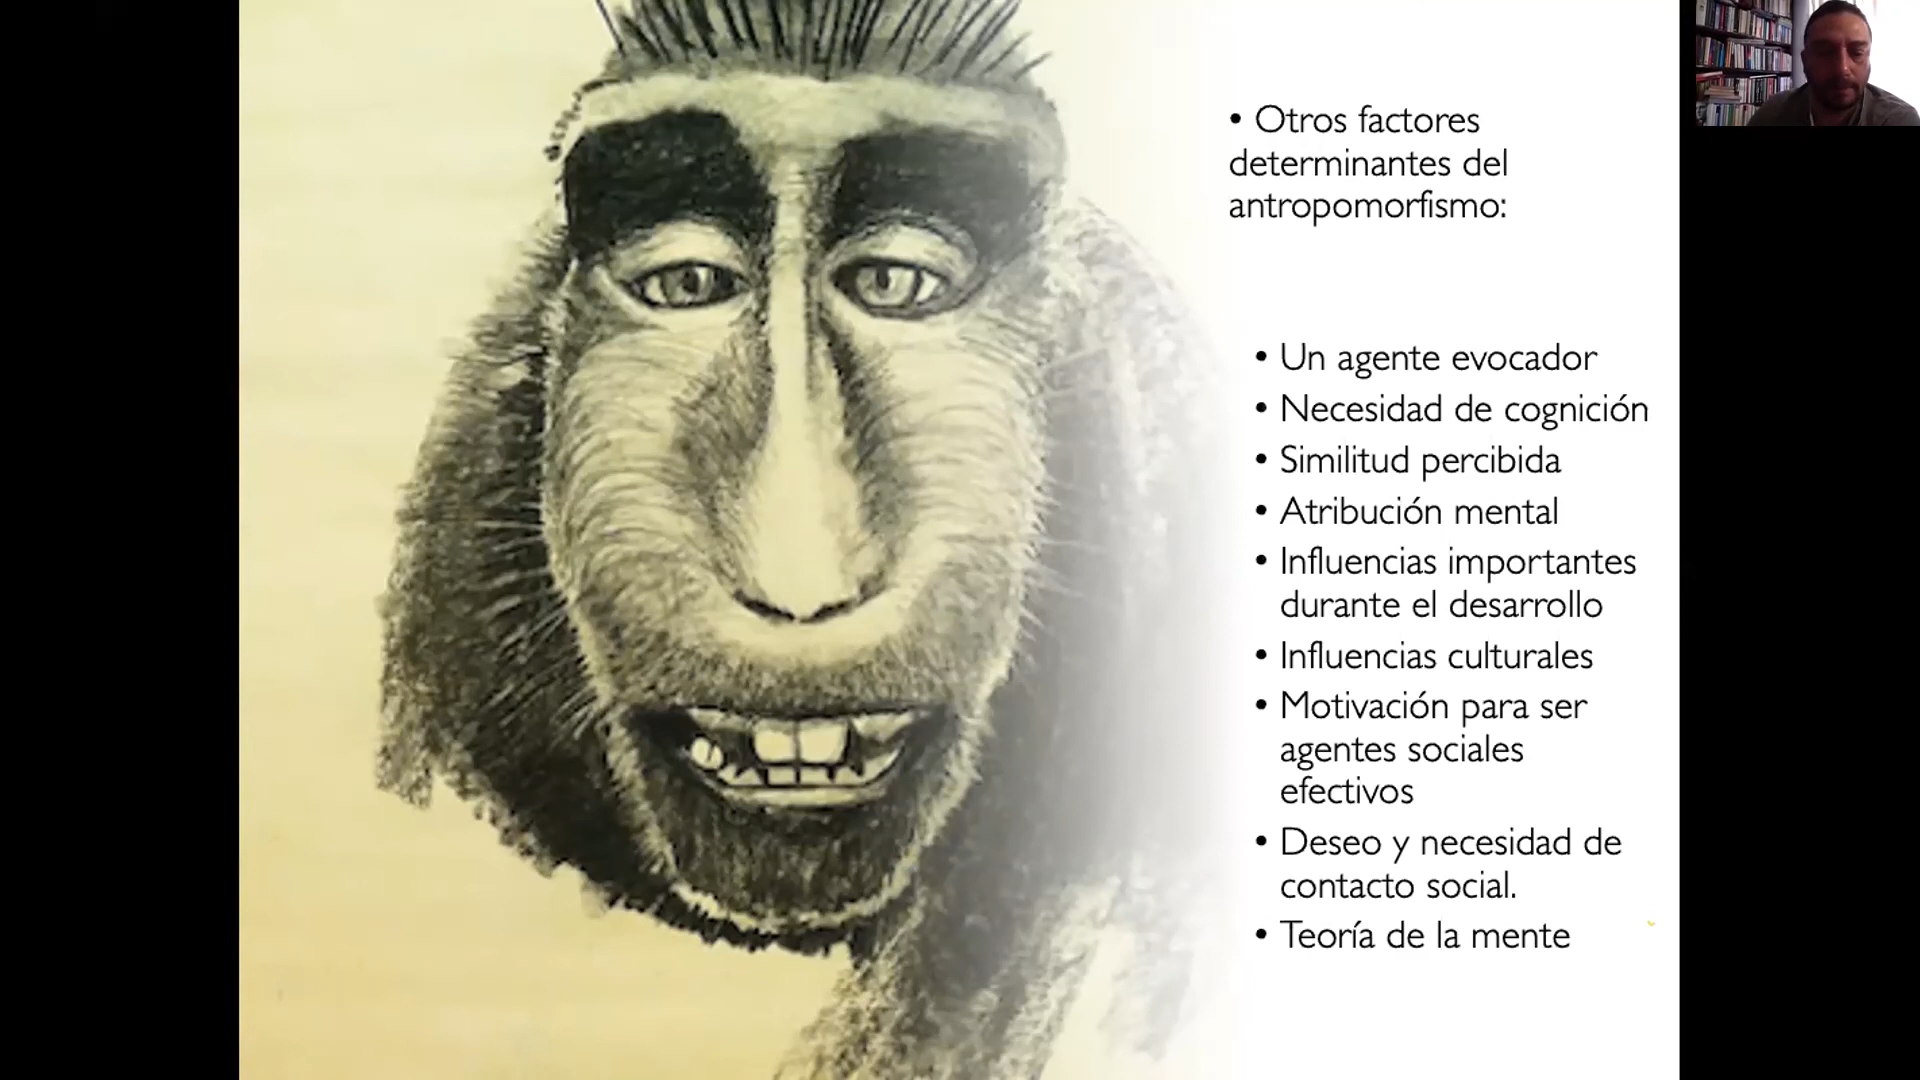 • Otros factores
determinantes del
antropomorfismo:
• Un agente evocador
• Necesidad de cognición
• Similitud percibida
• Atribución mental
• Influencias importantes
durante el desarrollo
• Influencias culturales
• Motivación para ser
agentes sociales
efectivos
• Deseo y necesidad de
contacto social.
• Teoría de la mente